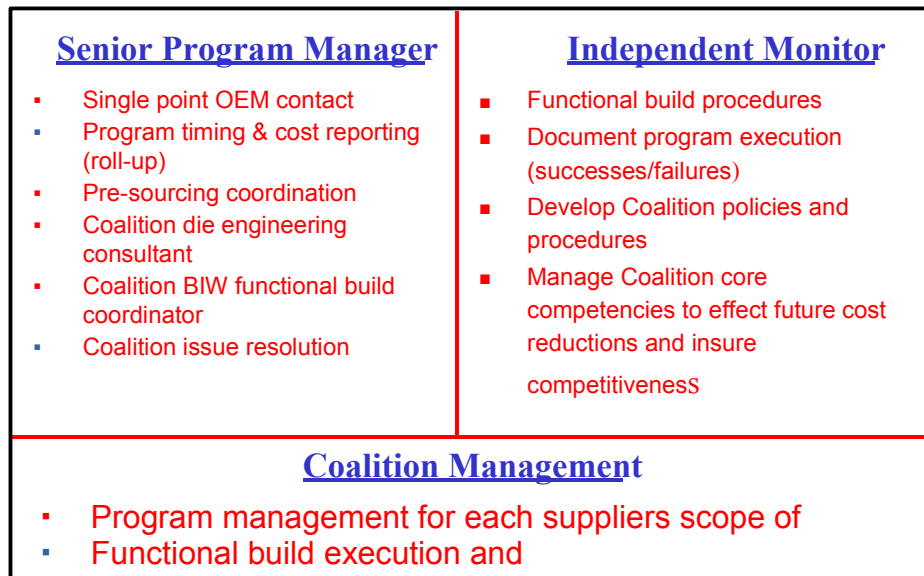 Senior Program Manager
▪ Single point OEM contact
▪ Program timing & cost reporting
(roll-up)
▪ Pre-sourcing coordination
▪ Coalition die engineering
consultant
▪ Coalition BIW functional build
coordinator
▪ Coalition issue resolution
Independent Monitor
■ Functional build procedures
■ Document program execution
(successes/failures)
■ Develop Coalition policies and
procedures
■ Manage Coalition core
competencies to effect future cost
reductions and insure
competitivenesS
Coalition Management
▪ Program management for each suppliers scope of
▪ Functional build execution and